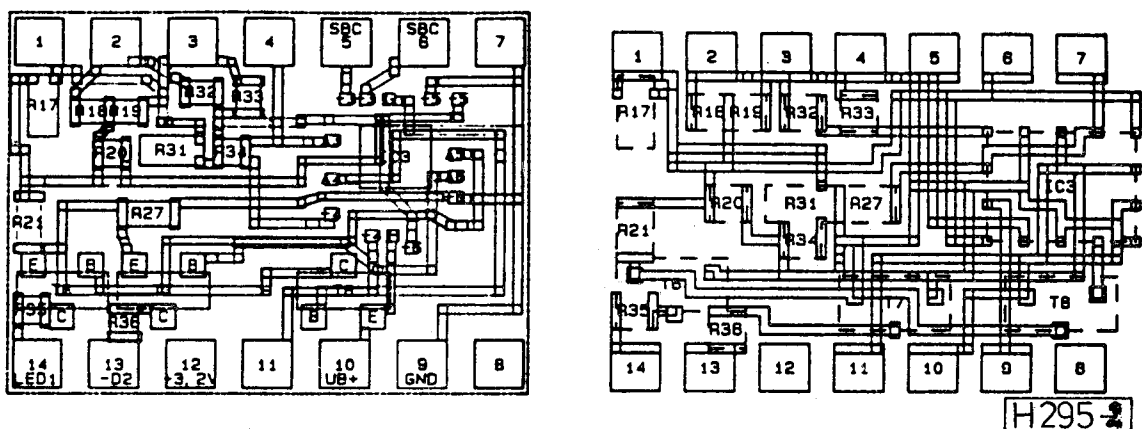 1 2 3 4 SBC 5 SBC 6 7
R17 R18 R19 R32 R33
R20 R31 R34
R21 R27
E B E B C
C R36 C B E
14 LED1 13 -D2 12 +3,2V 11 10 UB+ 9 GND 8
1 2 3 4 5 6 7
R17 R18 R19 R32 R33
R20 R31 R27 IC3
R21 R34
T6 T7 T8
R35 R36
14 13 12 11 10 9 8
H295-